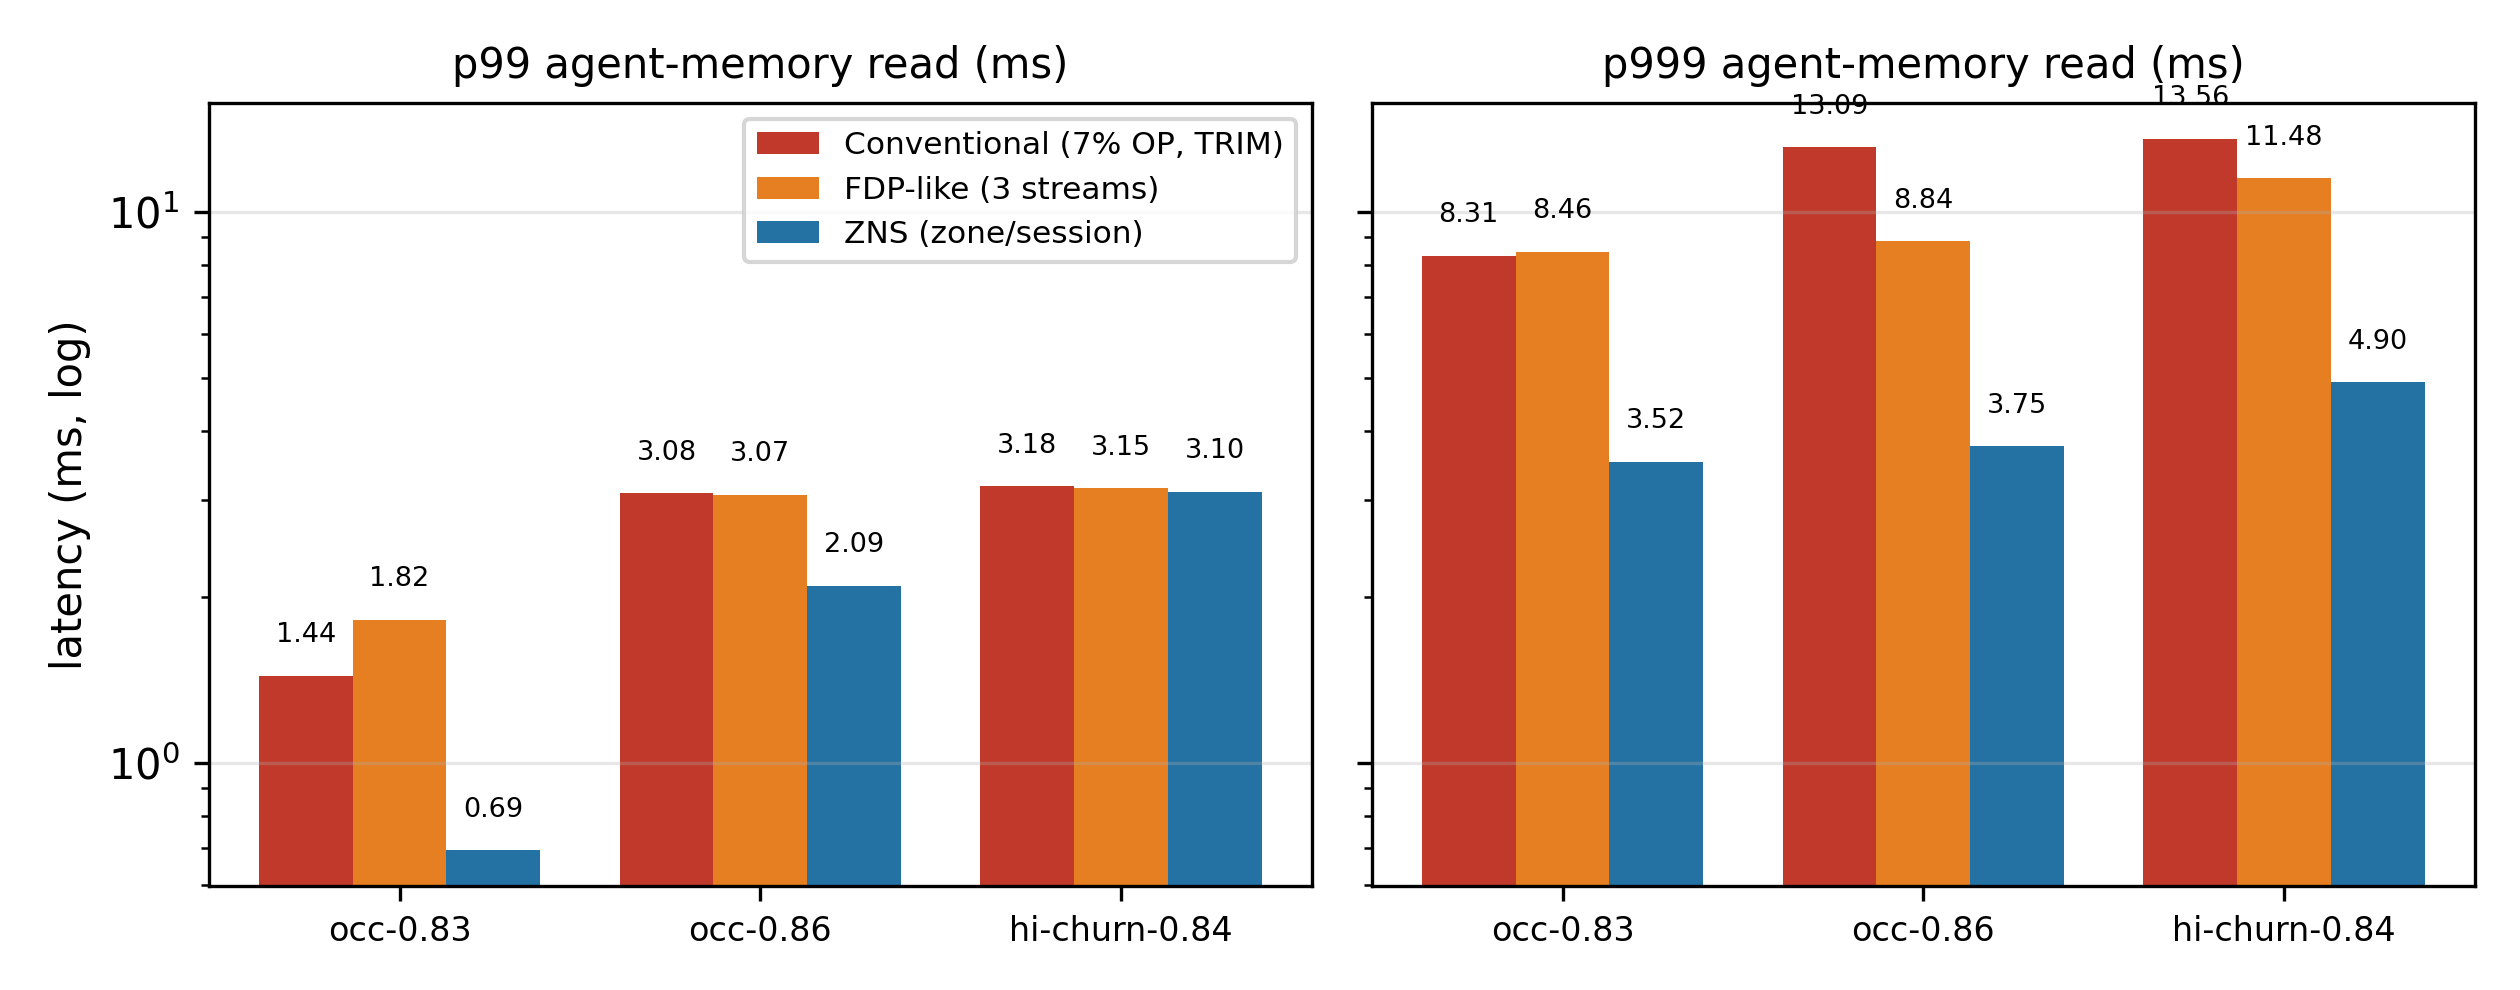 p99 agent-memory read (ms)
Conventional (7% OP, TRIM)
FDP-like (3 streams)
ZNS (zone/session)
latency (ms, log)
10¹
10⁰
1.44
1.82
0.69
3.08
3.07
2.09
3.18
3.15
3.10
occ-0.83
occ-0.86
hi-churn-0.84
p999 agent-memory read (ms)
8.31
8.46
3.52
13.09
8.84
3.75
13.56
11.48
4.90
occ-0.83
occ-0.86
hi-churn-0.84